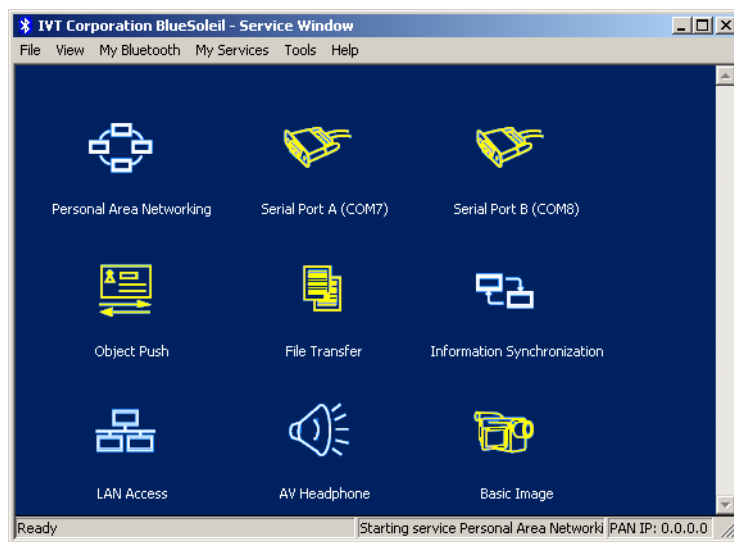 IVT Corporation BlueSoleil - Service Window
File View My Bluetooth My Services Tools Help
Personal Area Networking Serial Port A (COM7) Serial Port B (COM8)
Object Push File Transfer Information Synchronization
LAN Access AV Headphone Basic Image
Ready Starting service Personal Area Networki PAN IP: 0.0.0.0